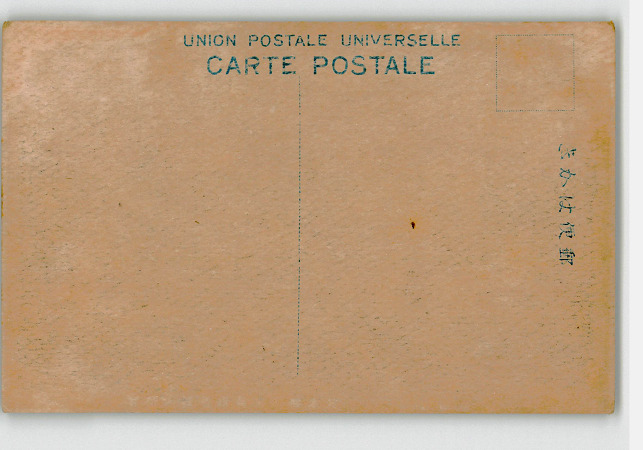 UNION POSTALE UNIVERSELLE
CARTE POSTALE
郵便はかき